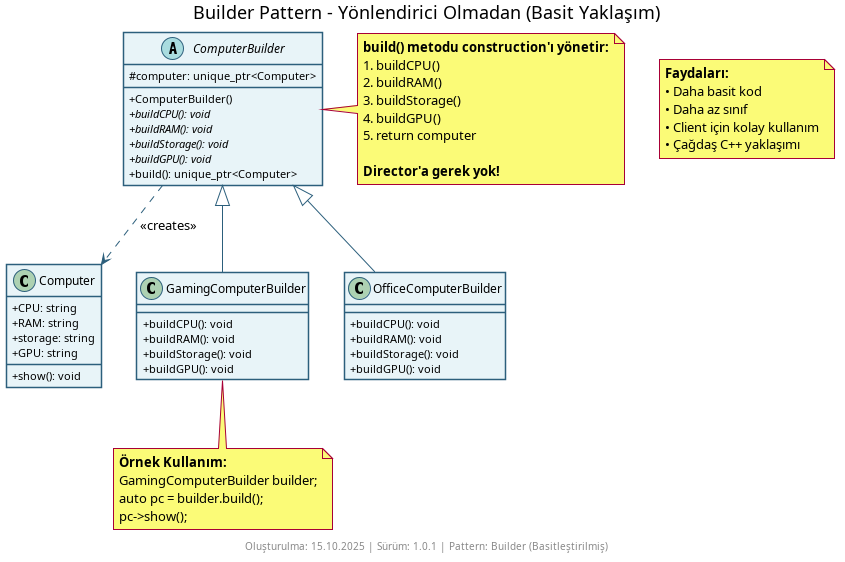 Builder Pattern - Yönlendirici Olmadan (Basit Yaklaşım)
A ComputerBuilder
#computer: unique_ptr<Computer>
+ComputerBuilder()
+buildCPU(): void
+buildRAM(): void
+buildStorage(): void
+buildGPU(): void
+build(): unique_ptr<Computer>
build() metodu construction'ı yönetir:
1. buildCPU()
2. buildRAM()
3. buildStorage()
4. buildGPU()
5. return computer
Director'a gerek yok!
Faydaları:
• Daha basit kod
• Daha az sınıf
• Client için kolay kullanım
• Çağdaş C++ yaklaşımı
«creates»
C Computer
+CPU: string
+RAM: string
+storage: string
+GPU: string
+show(): void
C GamingComputerBuilder
+buildCPU(): void
+buildRAM(): void
+buildStorage(): void
+buildGPU(): void
C OfficeComputerBuilder
+buildCPU(): void
+buildRAM(): void
+buildStorage(): void
+buildGPU(): void
Örnek Kullanım:
GamingComputerBuilder builder;
auto pc = builder.build();
pc->show();
Oluşturulma: 15.10.2025 | Sürüm: 1.0.1 | Pattern: Builder (Basitleştirilmiş)